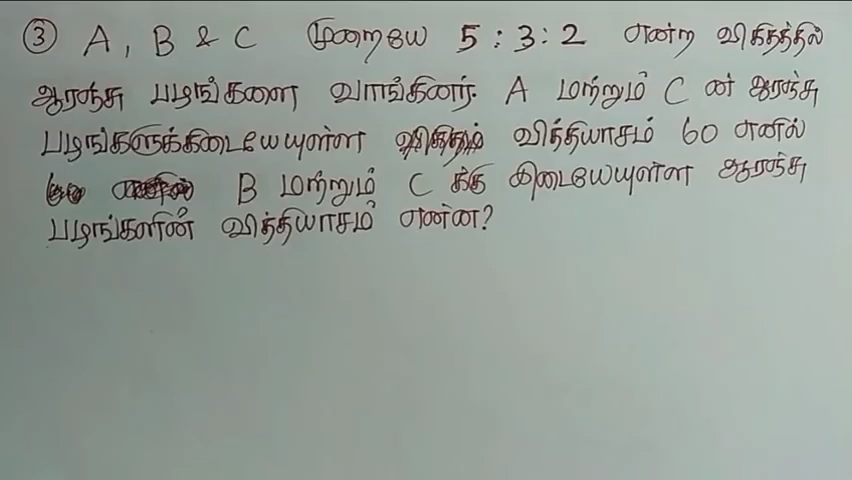 ③ A, B & C முறையே 5 : 3 : 2 என்ற விகிதத்தில்
ஆரஞ்சு பழங்களை வாங்கினர். A மற்றும் C ன் ஆரஞ்சு
பழங்களுக்கிடையேயுள்ள வித்தியாசம் 60 எனில்
B மற்றும் C க்கு இடையேயுள்ள ஆரஞ்சு
பழங்களின் வித்தியாசம் என்ன?